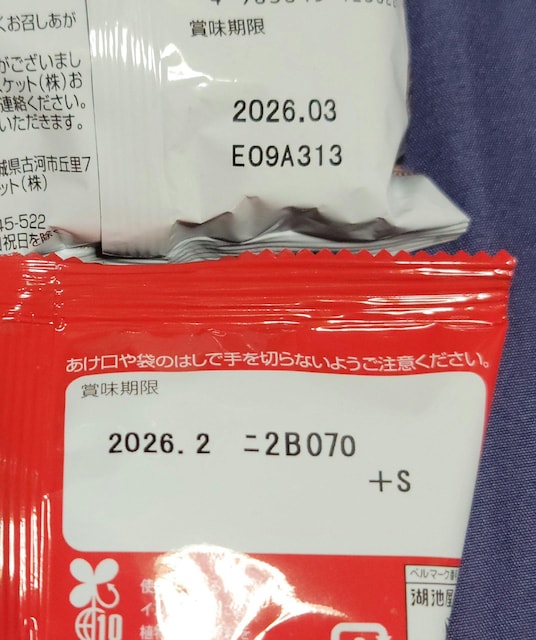 くお召しあが
賞味期限
がございまし
スケット(株)お
連絡ください。
いただきます。
2026.03
E09A313
城県古河市丘里7
ット(株)
45-522
祝日を除
あけ口や袋のはしで手を切らないようご注意ください。
賞味期限
2026.2 ニ2B070
+S
ベルマーク
湖池屋
10